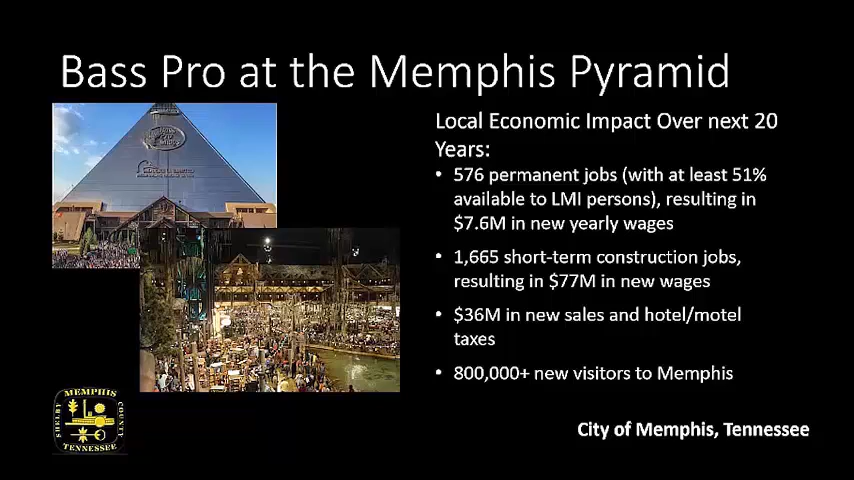 Bass Pro at the Memphis Pyramid
Local Economic Impact Over next 20
Years:
• 576 permanent jobs (with at least 51%
available to LMI persons), resulting in
$7.6M in new yearly wages
• 1,665 short-term construction jobs,
resulting in $77M in new wages
• $36M in new sales and hotel/motel
taxes
• 800,000+ new visitors to Memphis
MEMPHIS
SHELBY
COUNTY
TENNESSEE
City of Memphis, Tennessee